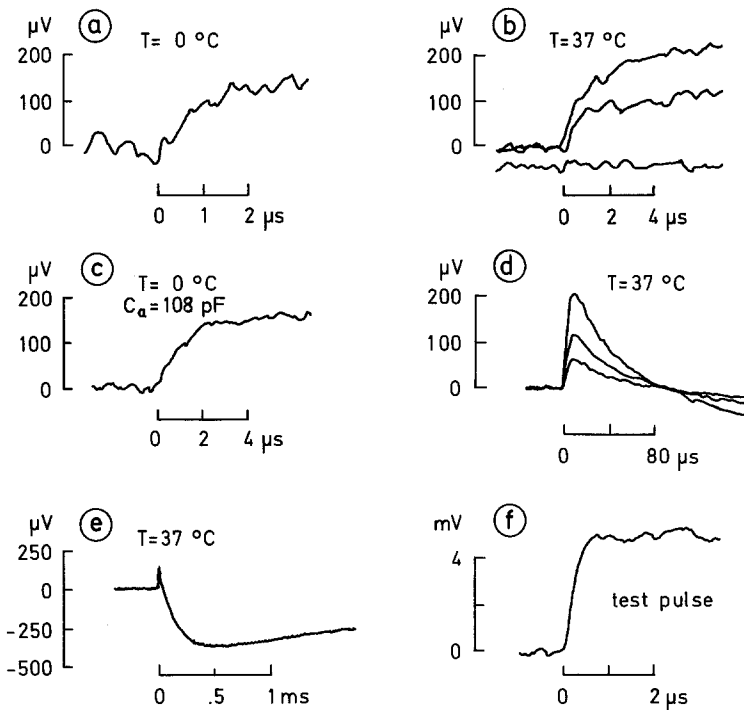 μV
a
T= 0 °C
200
100
0
0 1 2 μs
μV
b
T=37 °C
200
100
0
0 2 4 μs
μV
c
T= 0 °C
Ca=108 pF
200
100
0
0 2 4 μs
μV
d
T=37 °C
200
100
0
0 80 μs
μV
e
T=37 °C
250
0
-250
-500
0 .5 1 ms
mV
f
4
test pulse
0
0 2 μs